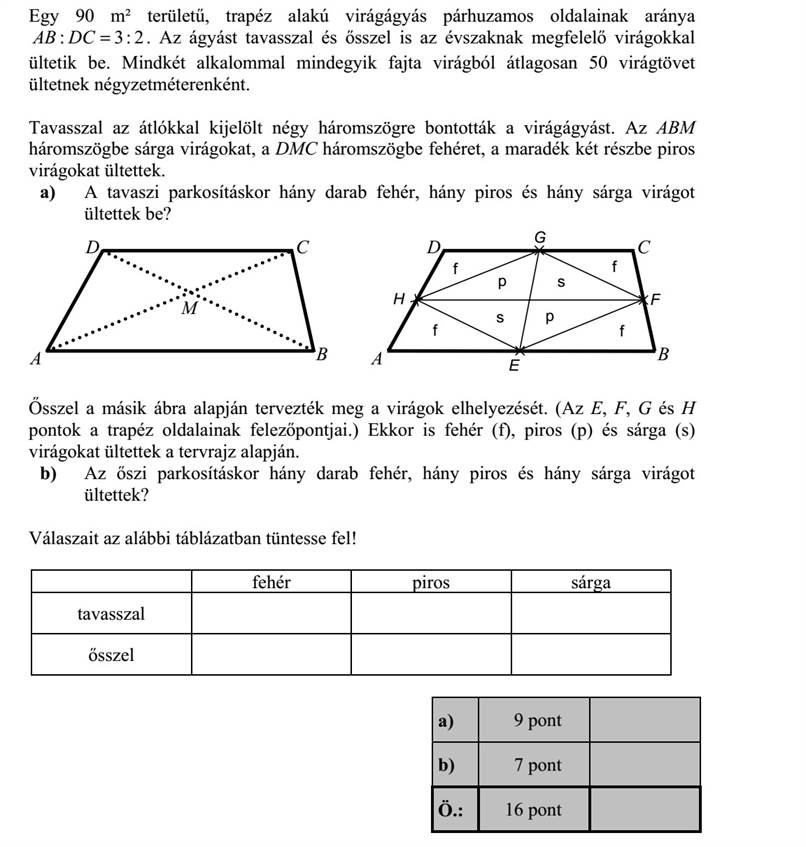 Egy 90 m² területű, trapéz alakú virágágyás párhuzamos oldalainak aránya
AB : DC = 3 : 2 . Az ágyást tavasszal és ősszel is az évszaknak megfelelő virágokkal
ültetik be. Mindkét alkalommal mindegyik fajta virágból átlagosan 50 virágtövet
ültetnek négyzetméterenként.
Tavasszal az átlókkal kijelölt négy háromszögre bontották a virágágyást. Az ABM
háromszögbe sárga virágokat, a DMC háromszögbe fehéret, a maradék két részbe piros
virágokat ültettek.
a) A tavaszi parkosításkor hány darab fehér, hány piros és hány sárga virágot
ültettek be?
D C
M
A B
G
D C
f f
p s
H F
s p
f f
A B
E
Ősszel a másik ábra alapján tervezték meg a virágok elhelyezését. (Az E, F, G és H
pontok a trapéz oldalainak felezőpontjai.) Ekkor is fehér (f), piros (p) és sárga (s)
virágokat ültettek a tervrajz alapján.
b) Az őszi parkosításkor hány darab fehér, hány piros és hány sárga virágot
ültettek?
Válaszait az alábbi táblázatban tüntesse fel!
fehér piros sárga
tavasszal
ősszel
a) 9 pont
b) 7 pont
Ö.: 16 pont